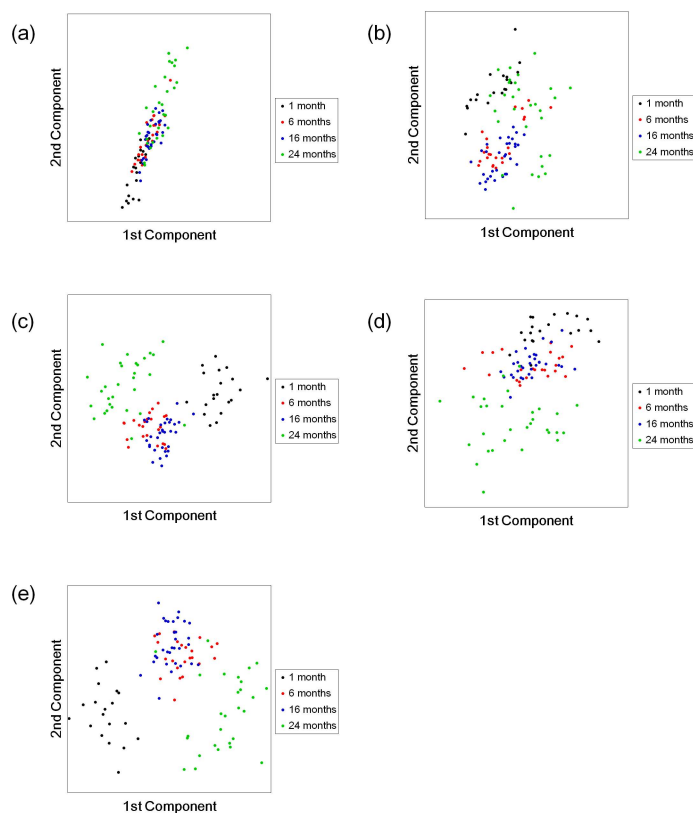 (a)
2nd Component
1st Component
1 month
6 months
16 months
24 months
(b)
2nd Component
1st Component
1 month
6 months
16 months
24 months
(c)
2nd Component
1st Component
1 month
6 months
16 months
24 months
(d)
2nd Component
1st Component
1 month
6 months
16 months
24 months
(e)
2nd Component
1st Component
1 month
6 months
16 months
24 months